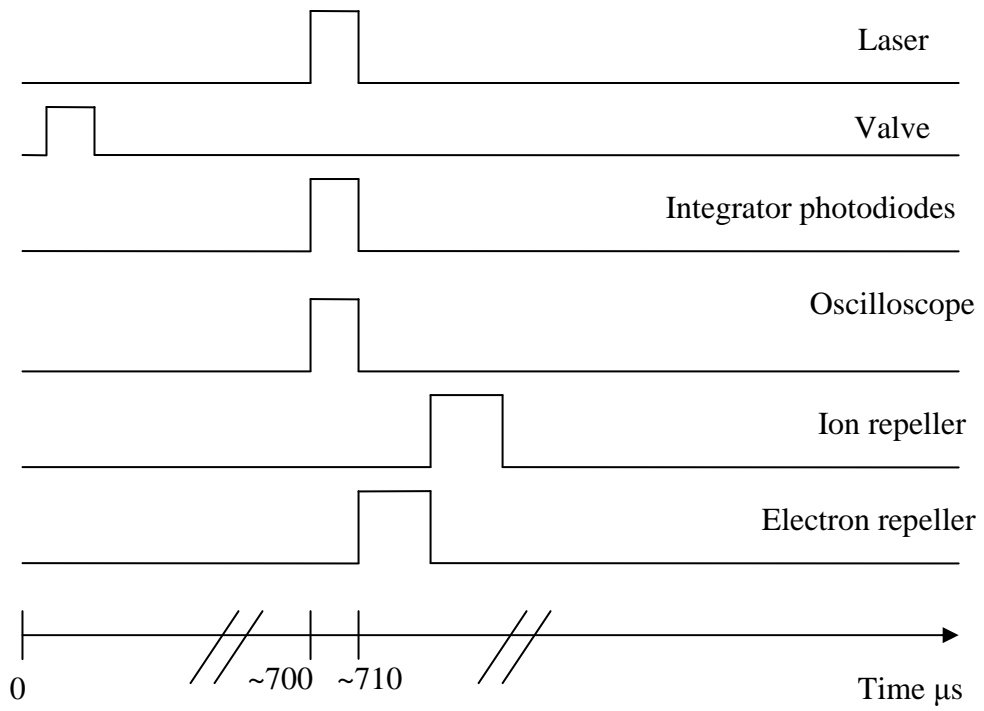 Laser
Valve
Integrator photodiodes
Oscilloscope
Ion repeller
Electron repeller
0
~700
~710
Time μs